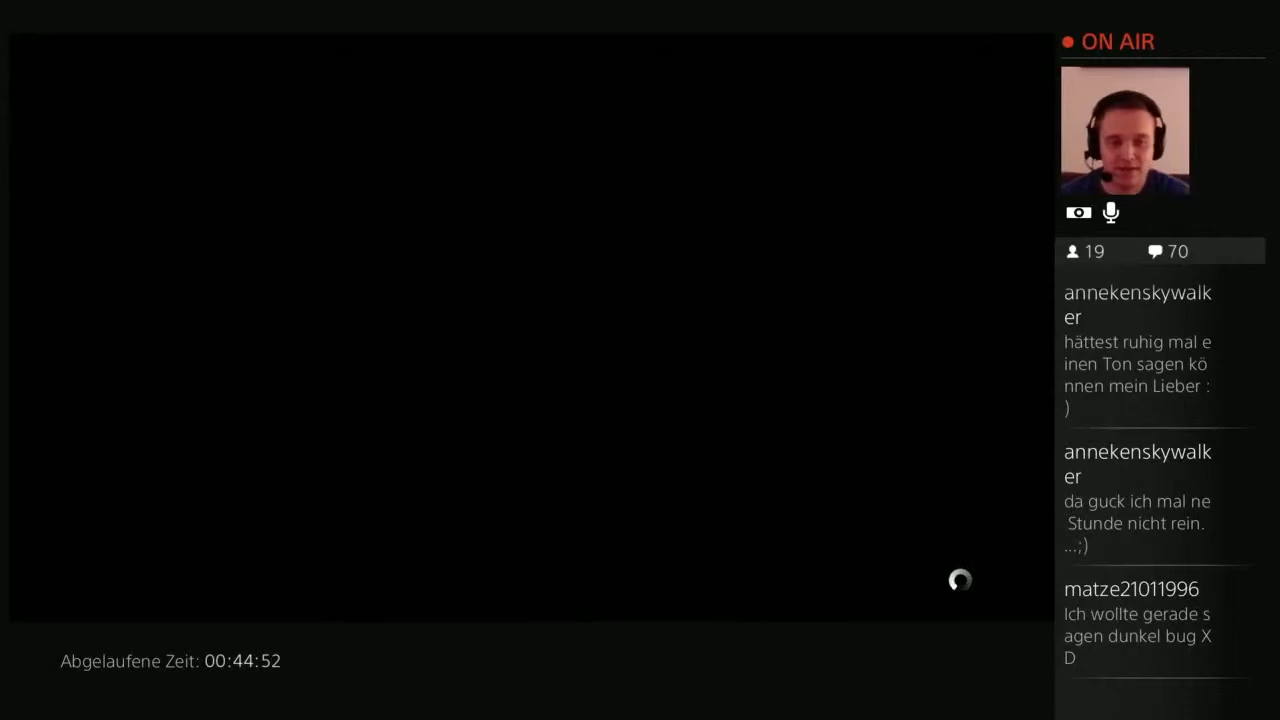 ON AIR
19 70
annekenskywalk
er
hättest ruhig mal e
inen Ton sagen kö
nnen mein Lieber :
)
annekenskywalk
er
da guck ich mal ne
Stunde nicht rein.
...;)
matze21011996
Ich wollte gerade s
agen dunkel bug X
D
Abgelaufene Zeit: 00:44:52